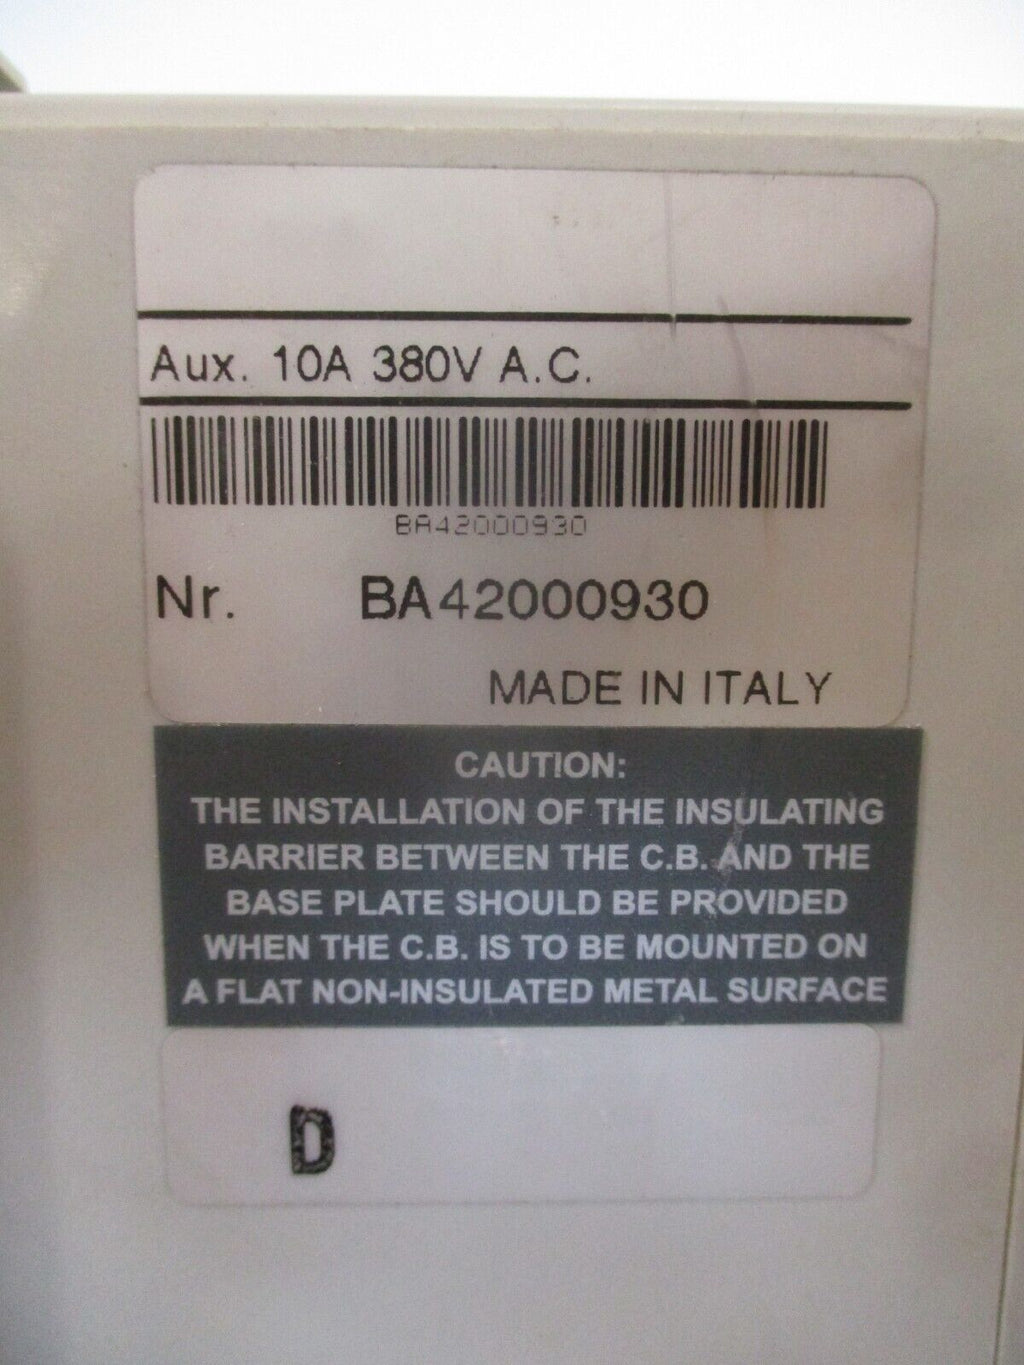 Aux. 10A 380V A.C.
BA42000930
Nr. BA42000930
MADE IN ITALY
CAUTION:
THE INSTALLATION OF THE INSULATING
BARRIER BETWEEN THE C.B. AND THE
BASE PLATE SHOULD BE PROVIDED
WHEN THE C.B. IS TO BE MOUNTED ON
A FLAT NON-INSULATED METAL SURFACE
D